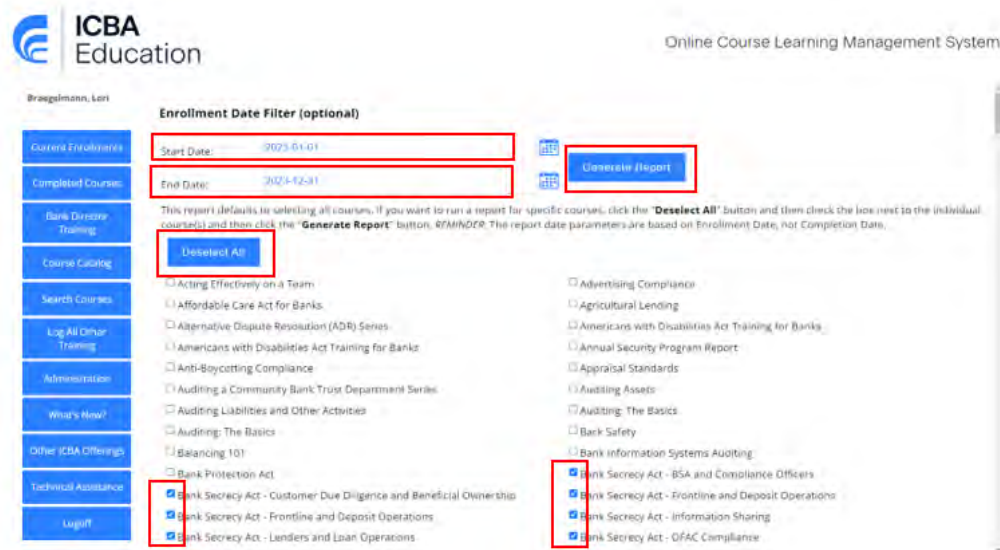 ICBA
Education
Online Course Learning Management System
Braegelmann, Lori
Enrollment Date Filter (optional)
Current Enrollments
Start Date: 2023-01-01
Generate Report
Completed Courses
End Date: 2023-12-31
Bank Director
Training
This report defaults to selecting all courses. If you want to run a report for specific courses, click the "Deselect All" button and then check the box next to the individual
course(s) and then click the "Generate Report" button. REMINDER: The report date parameters are based on Enrollment Date, not Completion Date.
Deselect All
Course Catalog
Search Courses
Log All Other
Training
Administration
What's New?
Other ICBA Offerings
Technical Assistance
Logoff
Acting Effectively on a Team
Advertising Compliance
Affordable Care Act for Banks
Agricultural Lending
Alternative Dispute Resolution (ADR) Series
Americans with Disabilities Act Training for Banks
Americans with Disabilities Act Training for Banks
Annual Security Program Report
Anti-Boycotting Compliance
Appraisal Standards
Auditing a Community Bank Trust Department Series
Auditing Assets
Auditing Liabilities and Other Activities
Auditing: The Basics
Auditing: The Basics
Back Safety
Balancing 101
Bank Information Systems Auditing
Bank Protection Act
Bank Secrecy Act - BSA and Compliance Officers
Bank Secrecy Act - Customer Due Diligence and Beneficial Ownership
Bank Secrecy Act - Frontline and Deposit Operations
Bank Secrecy Act - Frontline and Deposit Operations
Bank Secrecy Act - Information Sharing
Bank Secrecy Act - Lenders and Loan Operations
Bank Secrecy Act - OFAC Compliance